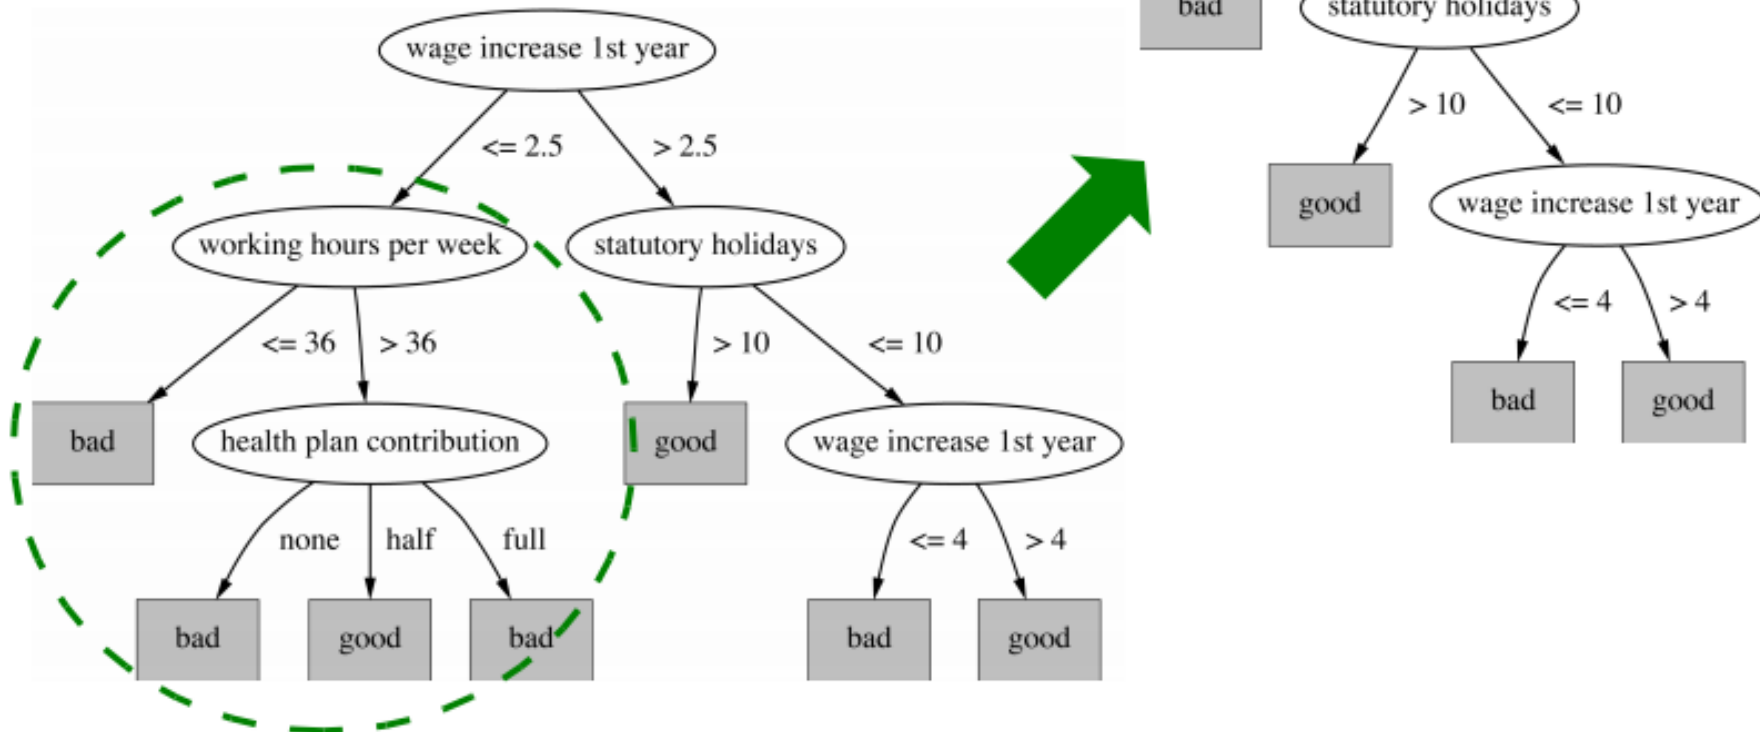 wage increase 1st year
<= 2.5
> 2.5
working hours per week
statutory holidays
<= 36
> 36
> 10
<= 10
bad
health plan contribution
good
wage increase 1st year
none
half
full
<= 4
> 4
bad
good
bad
bad
good
bad
statutory holidays
> 10
<= 10
good
wage increase 1st year
<= 4
> 4
bad
good